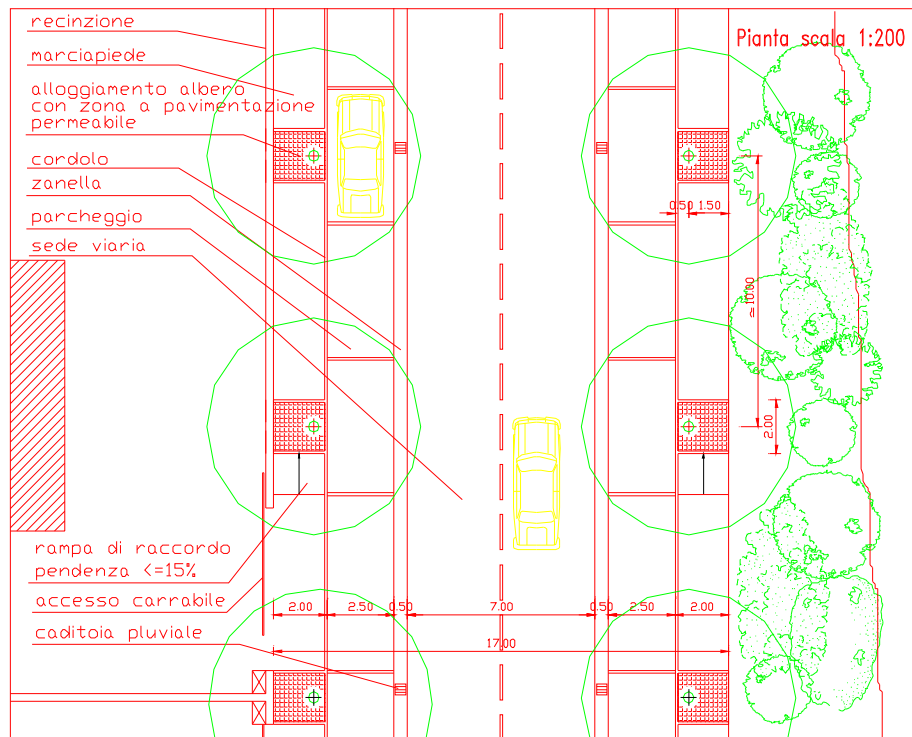 recinzione
Pianta scala 1:200
marciapiede
alloggiamento albero
con zona a pavimentazione
permeabile
cordolo
zanella
parcheggio
sede viaria
0.50 1.50
≃10.00
2.00
rampa di raccordo
pendenza <=15%
accesso carrabile
caditoia pluviale
2.00 2.50 0.50 7.00 0.50 2.50 2.00
17.00